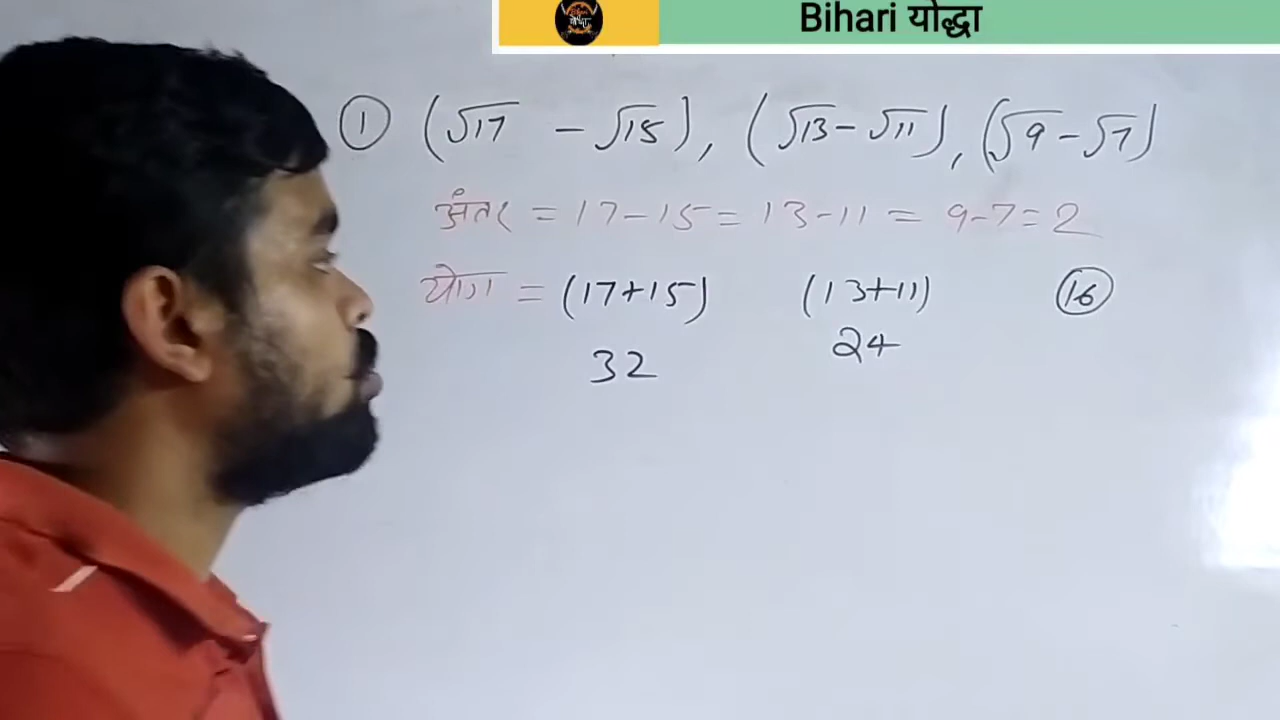 Bihari योद्धा
Bihari योद्धा
① (√17 - √15), (√13 - √11), (√9 - √7)
अंतर = 17-15 = 13-11 = 9-7 = 2
योग = (17+15) (13+11) ⑯
32 24